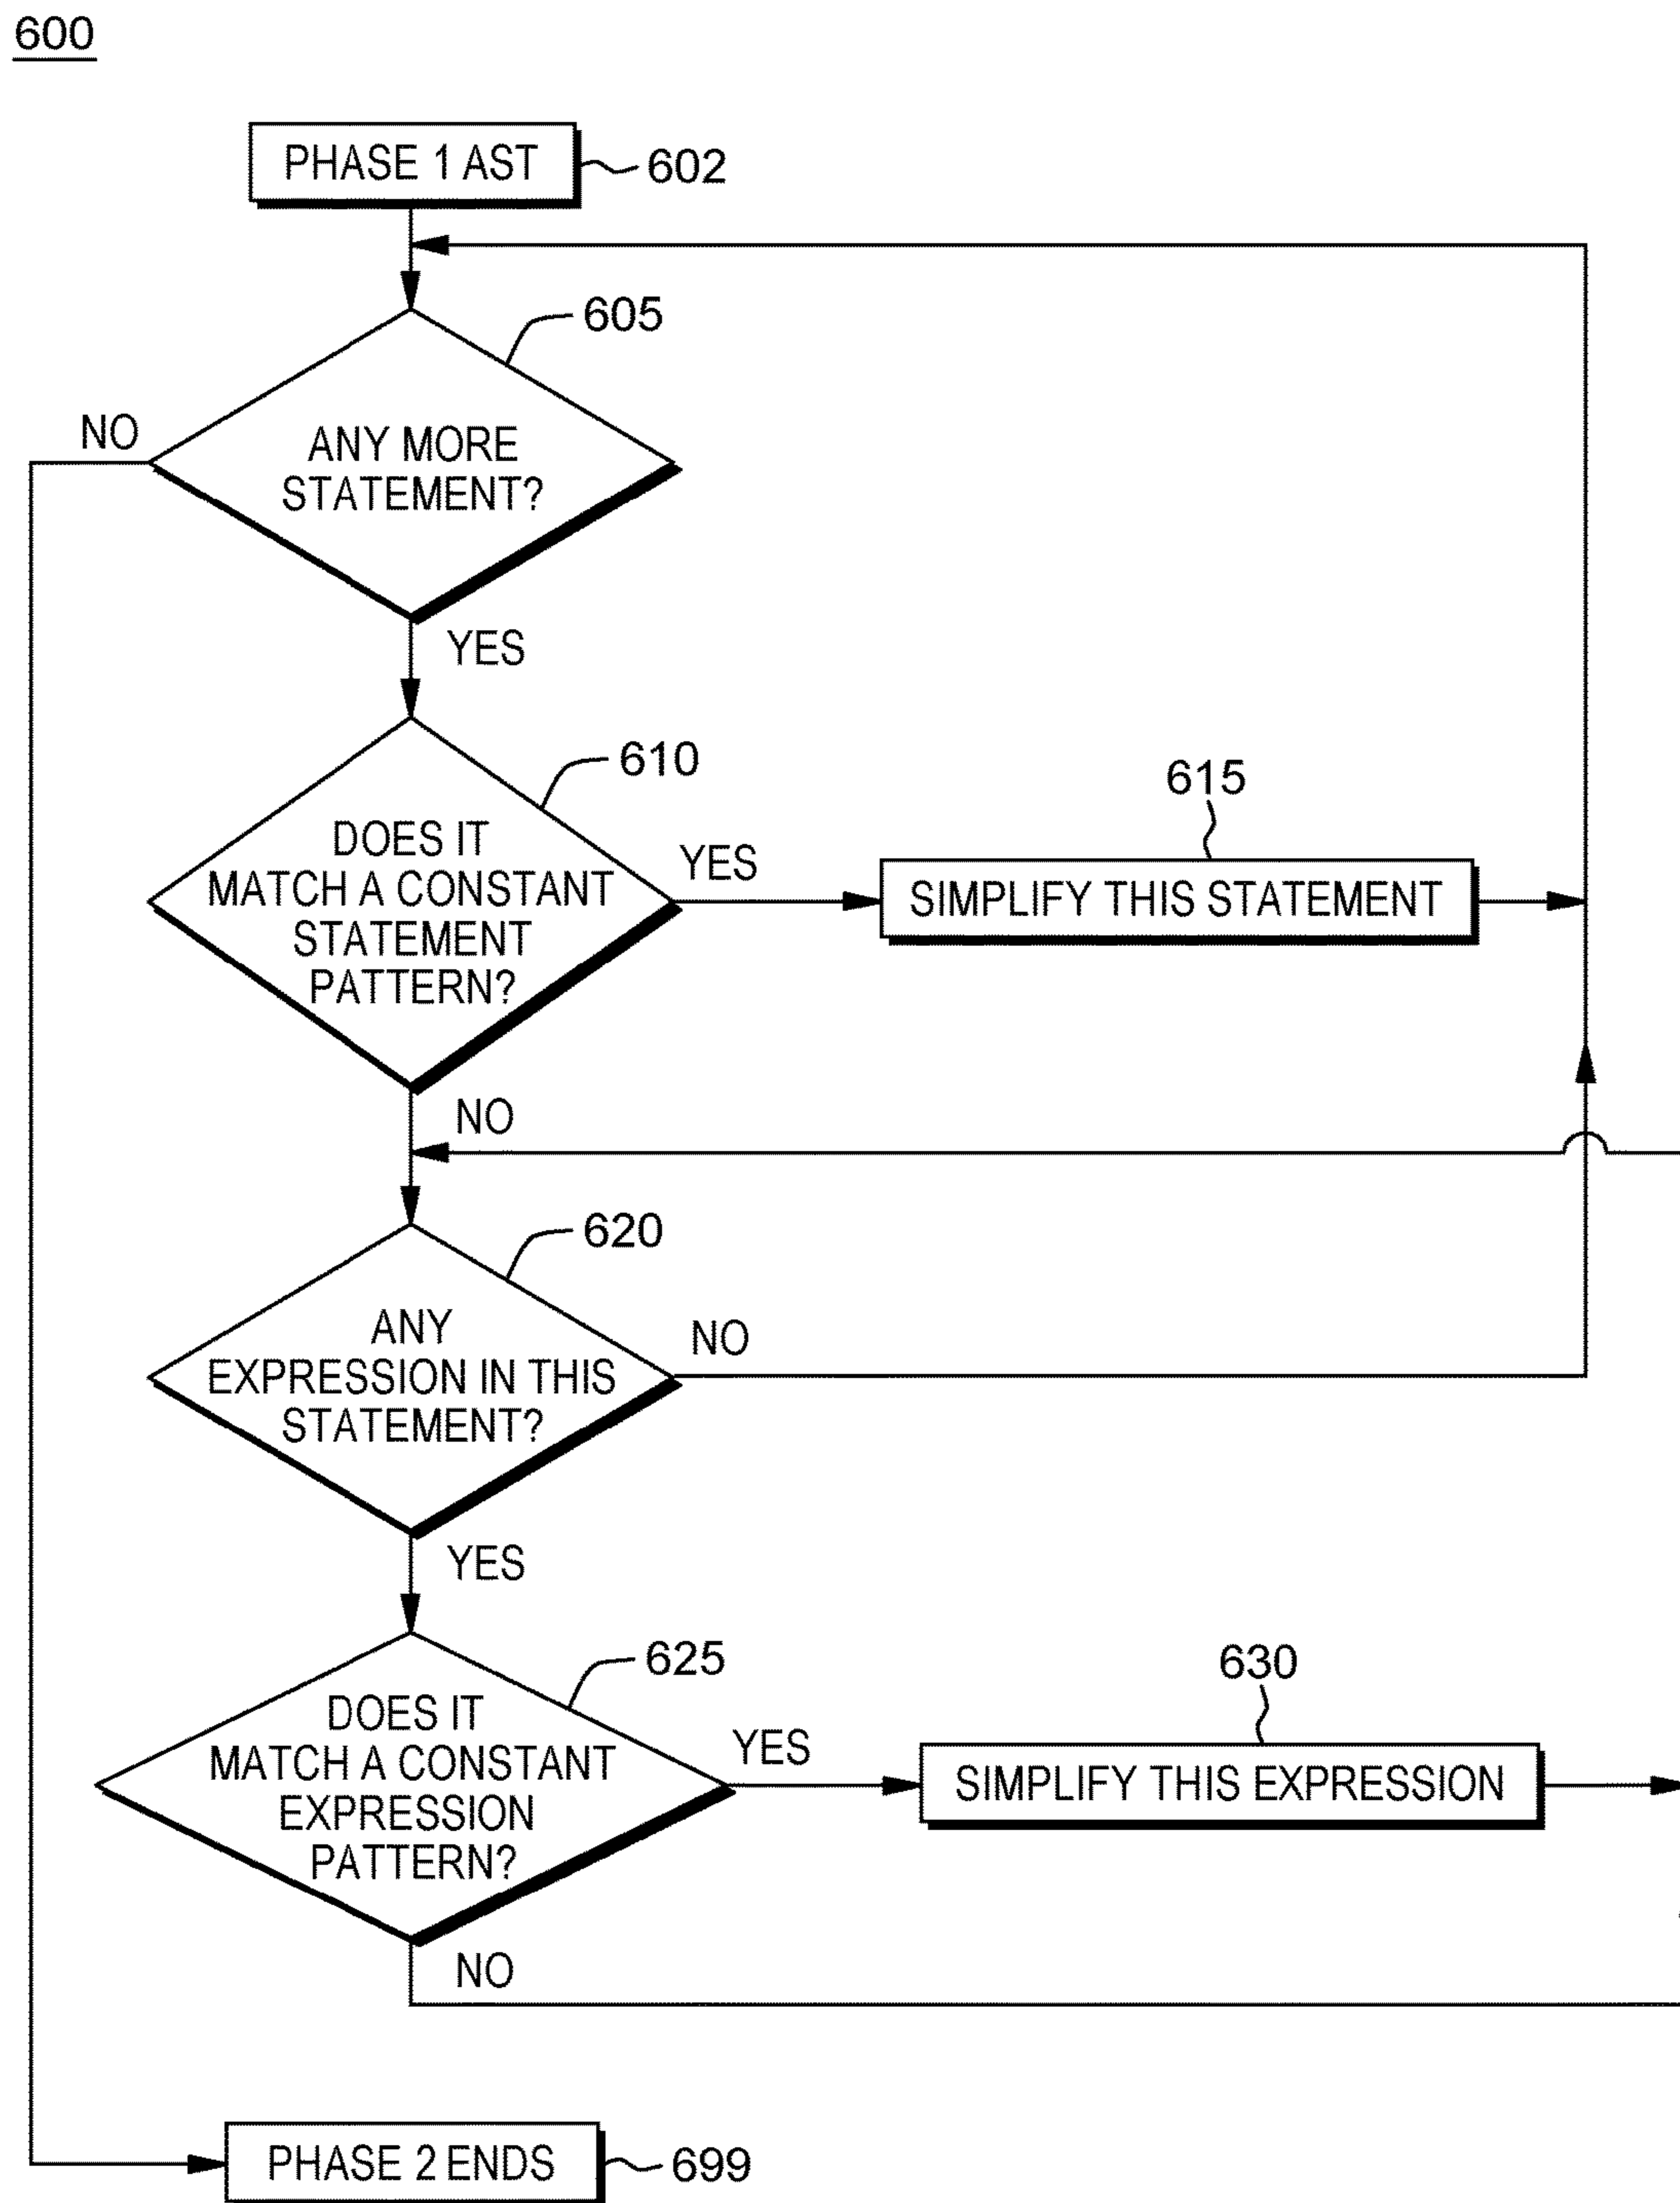 600
PHASE 1 AST
602
605
NO
ANY MORE
STATEMENT?
YES
610
DOES IT
MATCH A CONSTANT
STATEMENT
PATTERN?
YES
615
SIMPLIFY THIS STATEMENT
NO
620
ANY
EXPRESSION IN THIS
STATEMENT?
NO
YES
625
DOES IT
MATCH A CONSTANT
EXPRESSION
PATTERN?
YES
630
SIMPLIFY THIS EXPRESSION
NO
PHASE 2 ENDS
699